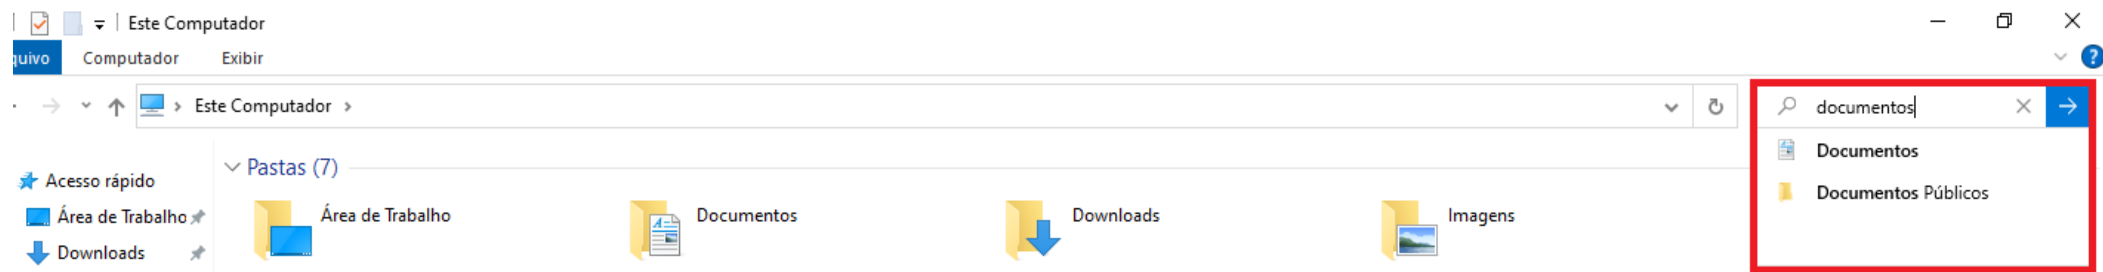 Este Computador
quivo Computador Exibir
Este Computador
documentos
Documentos
Documentos Públicos
Acesso rápido
Área de Trabalho
Downloads
Pastas (7)
Área de Trabalho
Documentos
Downloads
Imagens